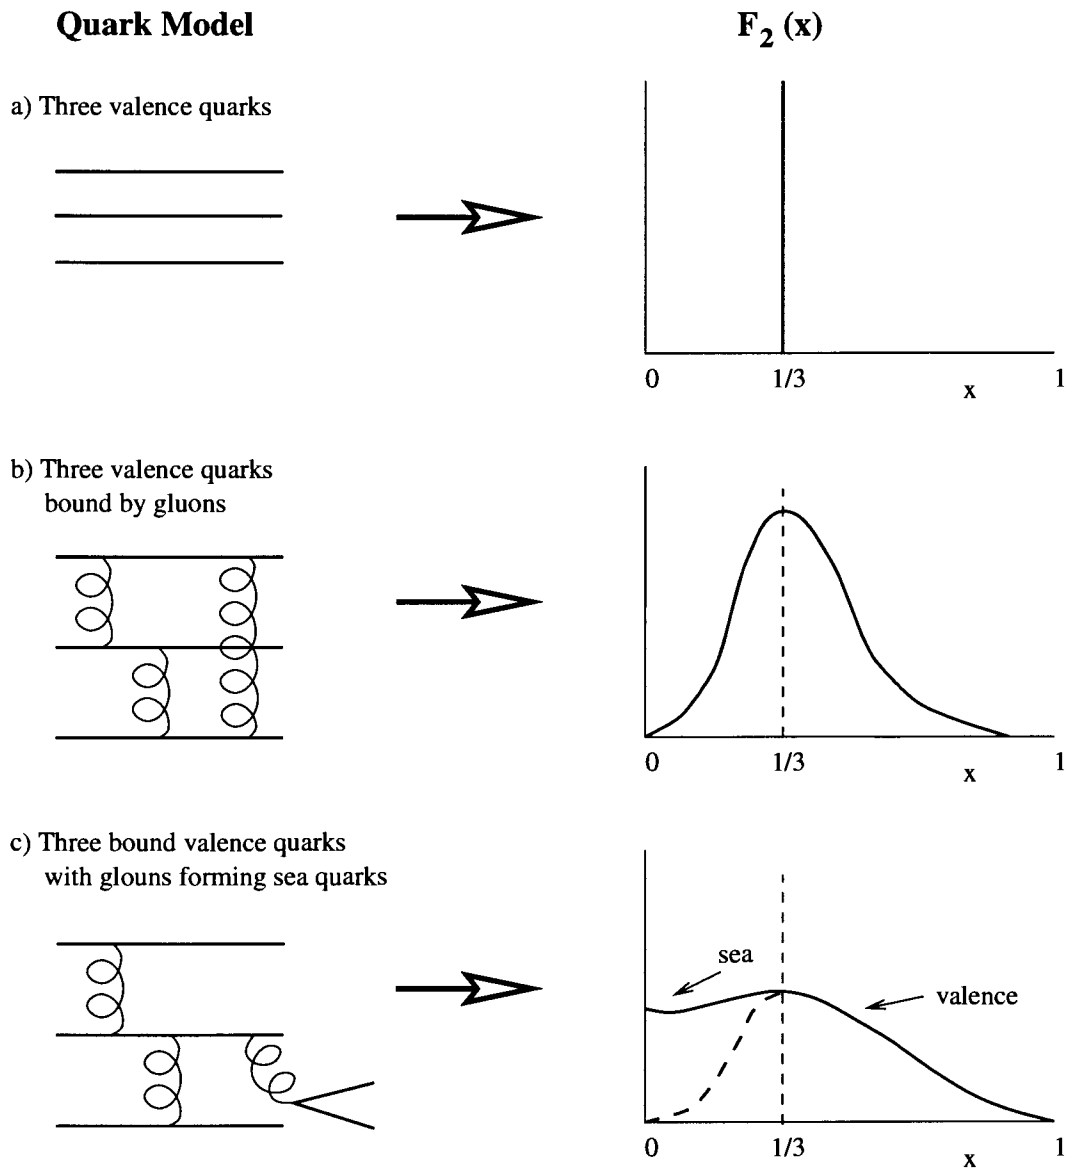 Quark Model
F2 (x)
a) Three valence quarks
0
1/3
x
1
b) Three valence quarks
bound by gluons
0
1/3
x
1
c) Three bound valence quarks
with glouns forming sea quarks
sea
valence
0
1/3
x
1